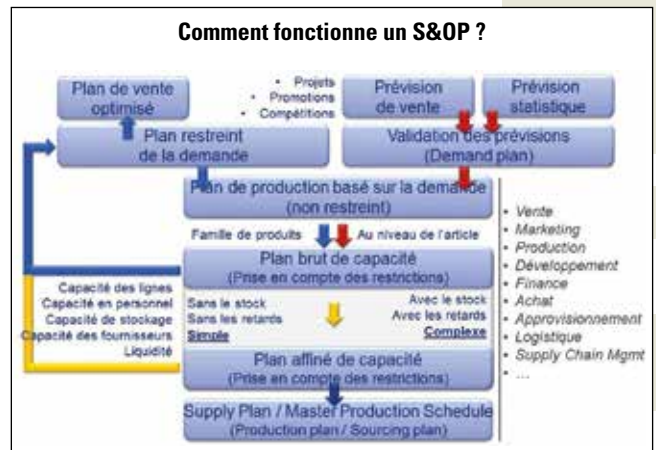 Comment fonctionne un S&OP ?
Plan de vente
optimisé
• Projets
• Promotions
• Compétitions
Prévision
de vente
Prévision
statistique
Plan restreint
de la demande
Validation des prévisions
(Demand plan)
Plan de production basé sur la demande
(non restreint)
Famille de produits
Au niveau de l'article
Plan brut de capacité
(Prise en compte des restrictions)
Capacité des lignes
Capacité en personnel
Capacité de stockage
Capacité des fournisseurs
Liquidité
Sans le stock
Sans les retards
Simple
Avec le stock
Avec les retards
Complexe
Plan affiné de capacité
(Prise en compte des restrictions)
Supply Plan / Master Production Schedule
(Production plan / Sourcing plan)
• Vente
• Marketing
• Production
• Développement
• Finance
• Achat
• Approvisionnement
• Logistique
• Supply Chain Mgmt
• ...